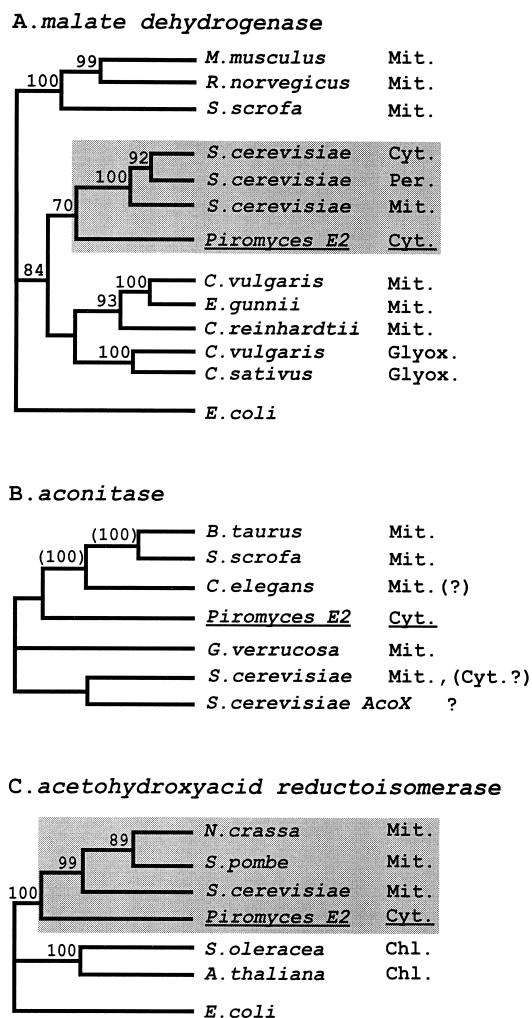 A.malate dehydrogenase
99 M.musculus Mit.
100 R.norvegicus Mit.
S.scrofa Mit.
92 S.cerevisiae Cyt.
100 S.cerevisiae Per.
70 S.cerevisiae Mit.
Piromyces E2 Cyt.
84 100 C.vulgaris Mit.
93 E.gunnii Mit.
C.reinhardtii Mit.
100 C.vulgaris Glyox.
C.sativus Glyox.
E.coli
B.aconitase
(100) B.taurus Mit.
(100) S.scrofa Mit.
C.elegans Mit.(?)
Piromyces E2 Cyt.
G.verrucosa Mit.
S.cerevisiae Mit.,(Cyt.?)
S.cerevisiae AcoX ?
C.acetohydroxyacid reductoisomerase
89 N.crassa Mit.
99 S.pombe Mit.
100 S.cerevisiae Mit.
Piromyces E2 Cyt.
100 S.oleracea Chl.
A.thaliana Chl.
E.coli